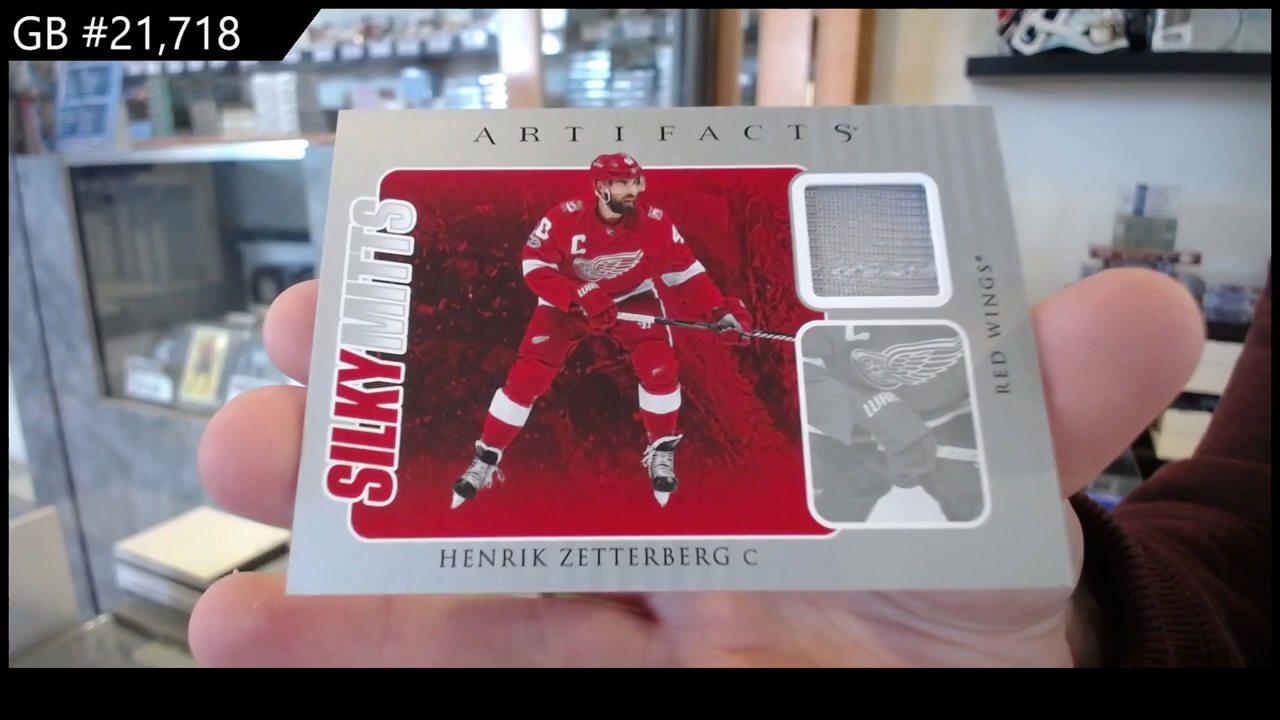 GB #21,718
ARTIFACTS
SILKY MITTS
RED WINGS®
HENRIK ZETTERBERG C